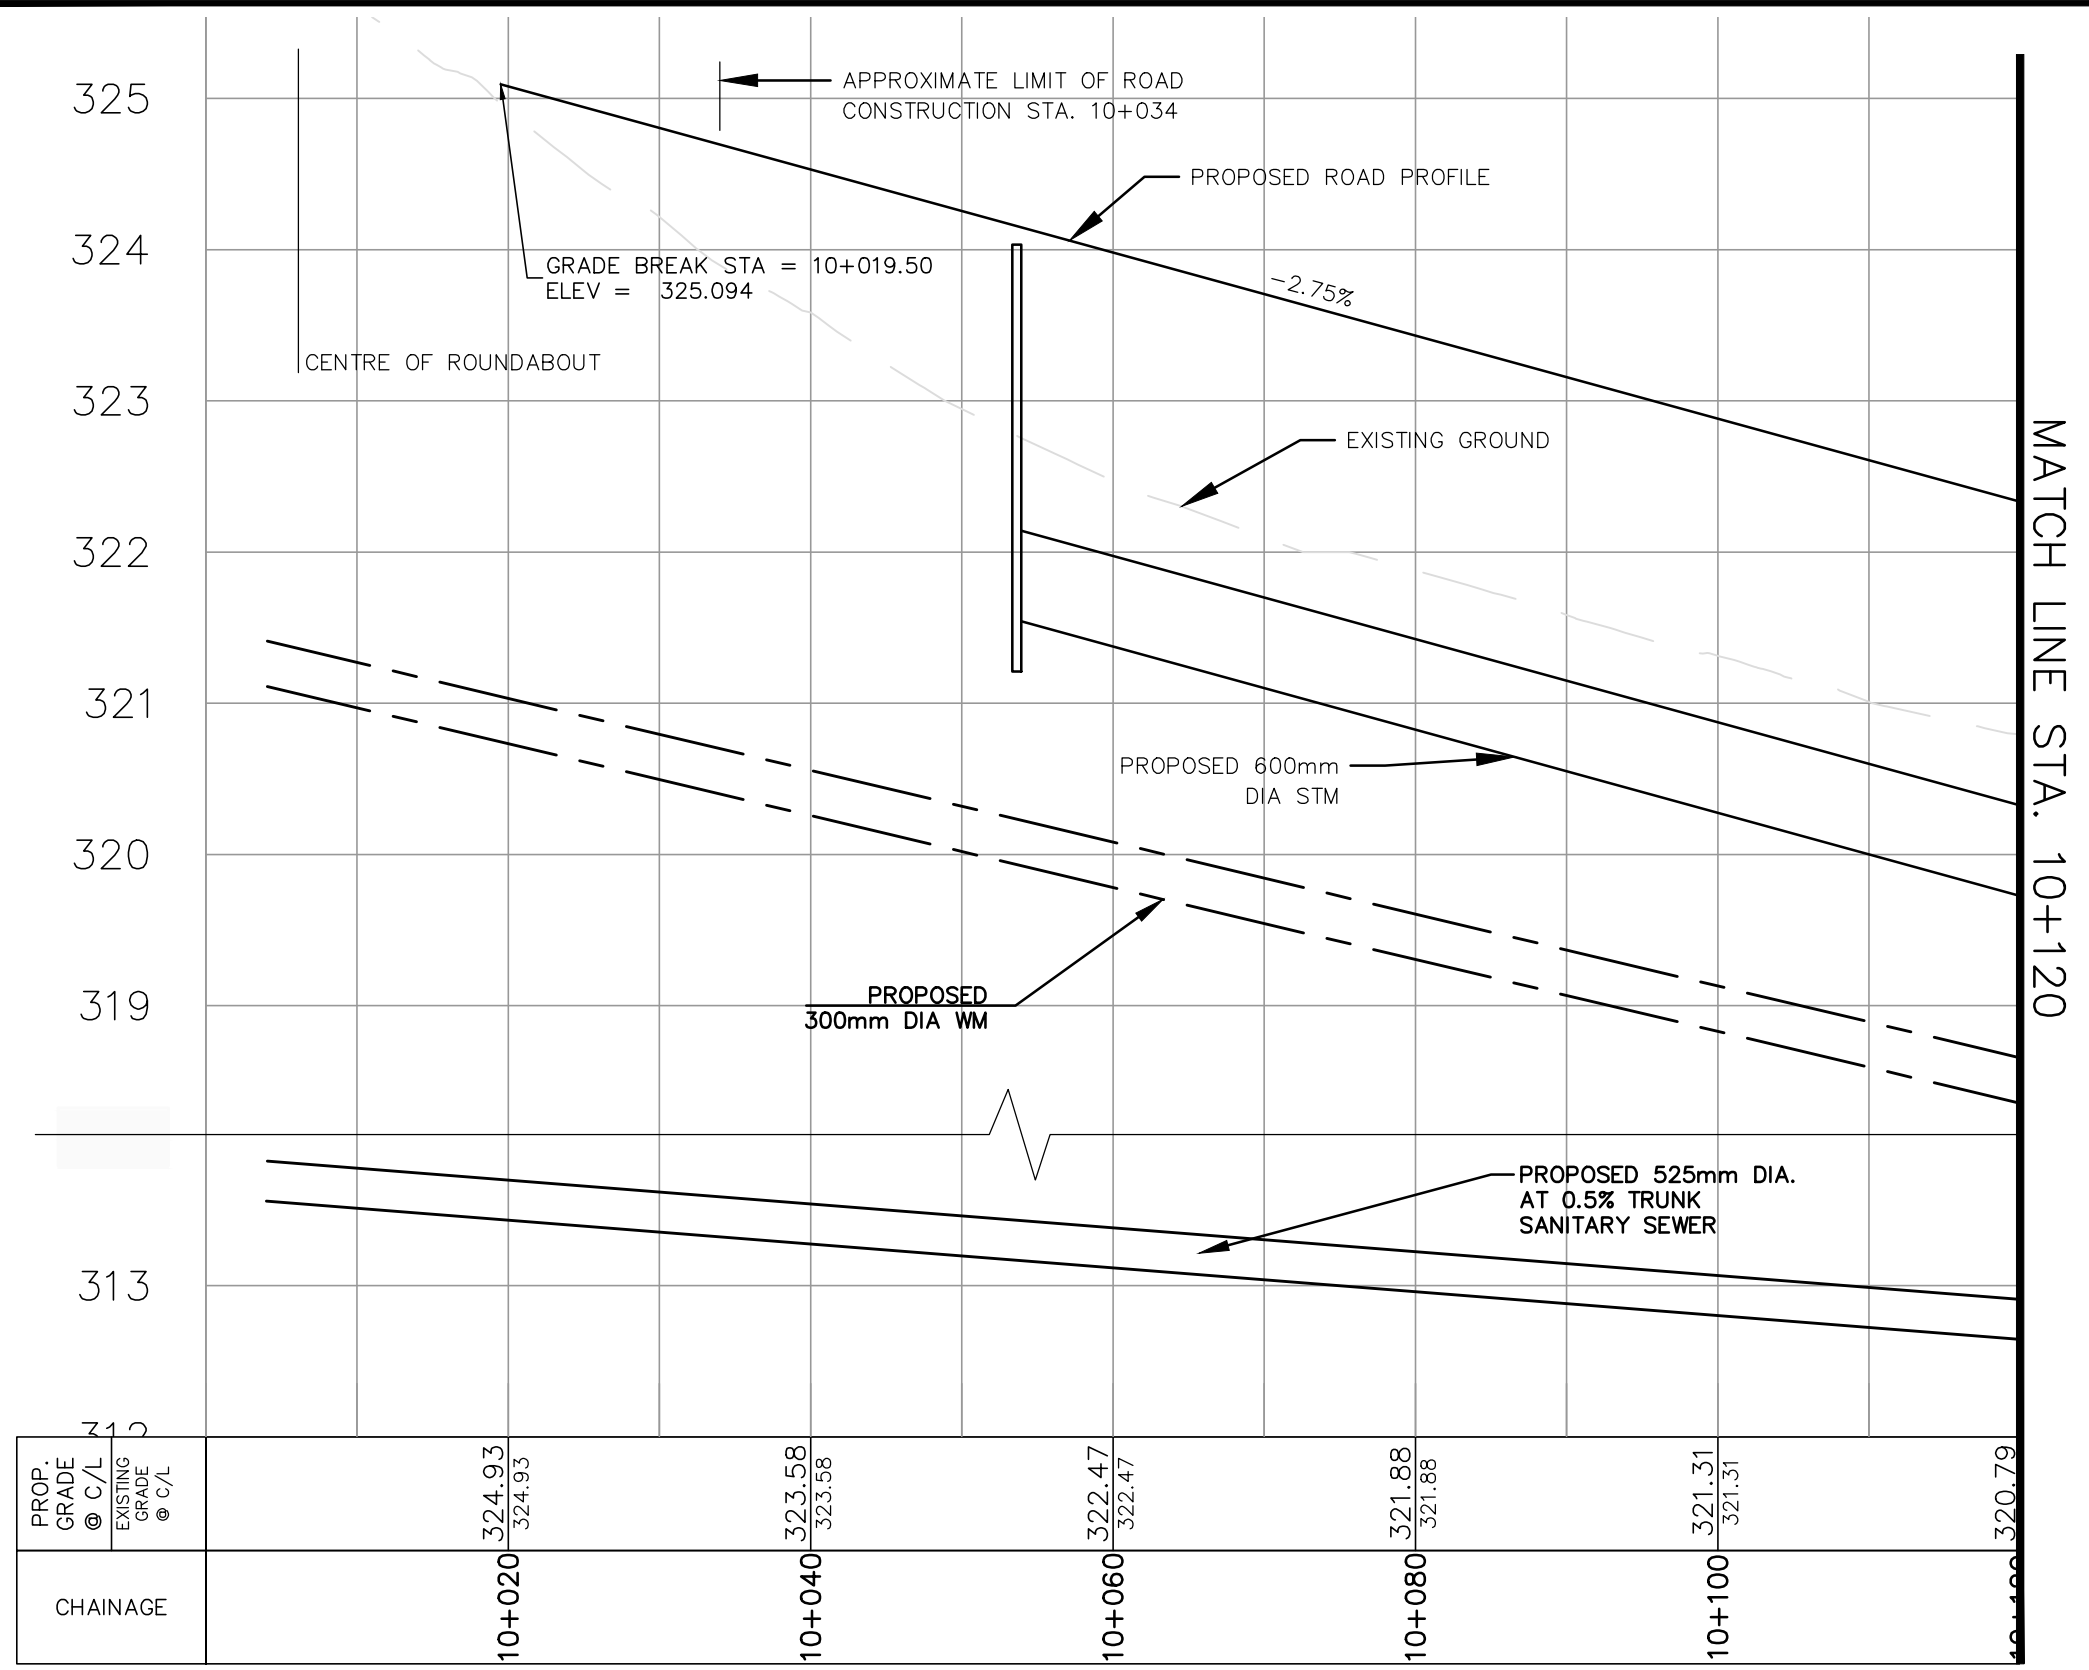 325
324
323
322
321
320
319
313
APPROXIMATE LIMIT OF ROAD
CONSTRUCTION STA. 10+034
PROPOSED ROAD PROFILE
GRADE BREAK STA = 10+019.50
ELEV = 325.094
-2.75%
CENTRE OF ROUNDABOUT
EXISTING GROUND
PROPOSED 600mm
DIA STM
PROPOSED
300mm DIA WM
PROPOSED 525mm DIA.
AT 0.5% TRUNK
SANITARY SEWER
MATCH LINE STA. 10+120
PROP.
GRADE
@ C/L
EXISTING
GRADE
@ C/L
324.93
324.93
323.58
323.58
322.47
322.47
321.88
321.88
321.31
321.31
320.79
CHAINAGE
10+020
10+040
10+060
10+080
10+100